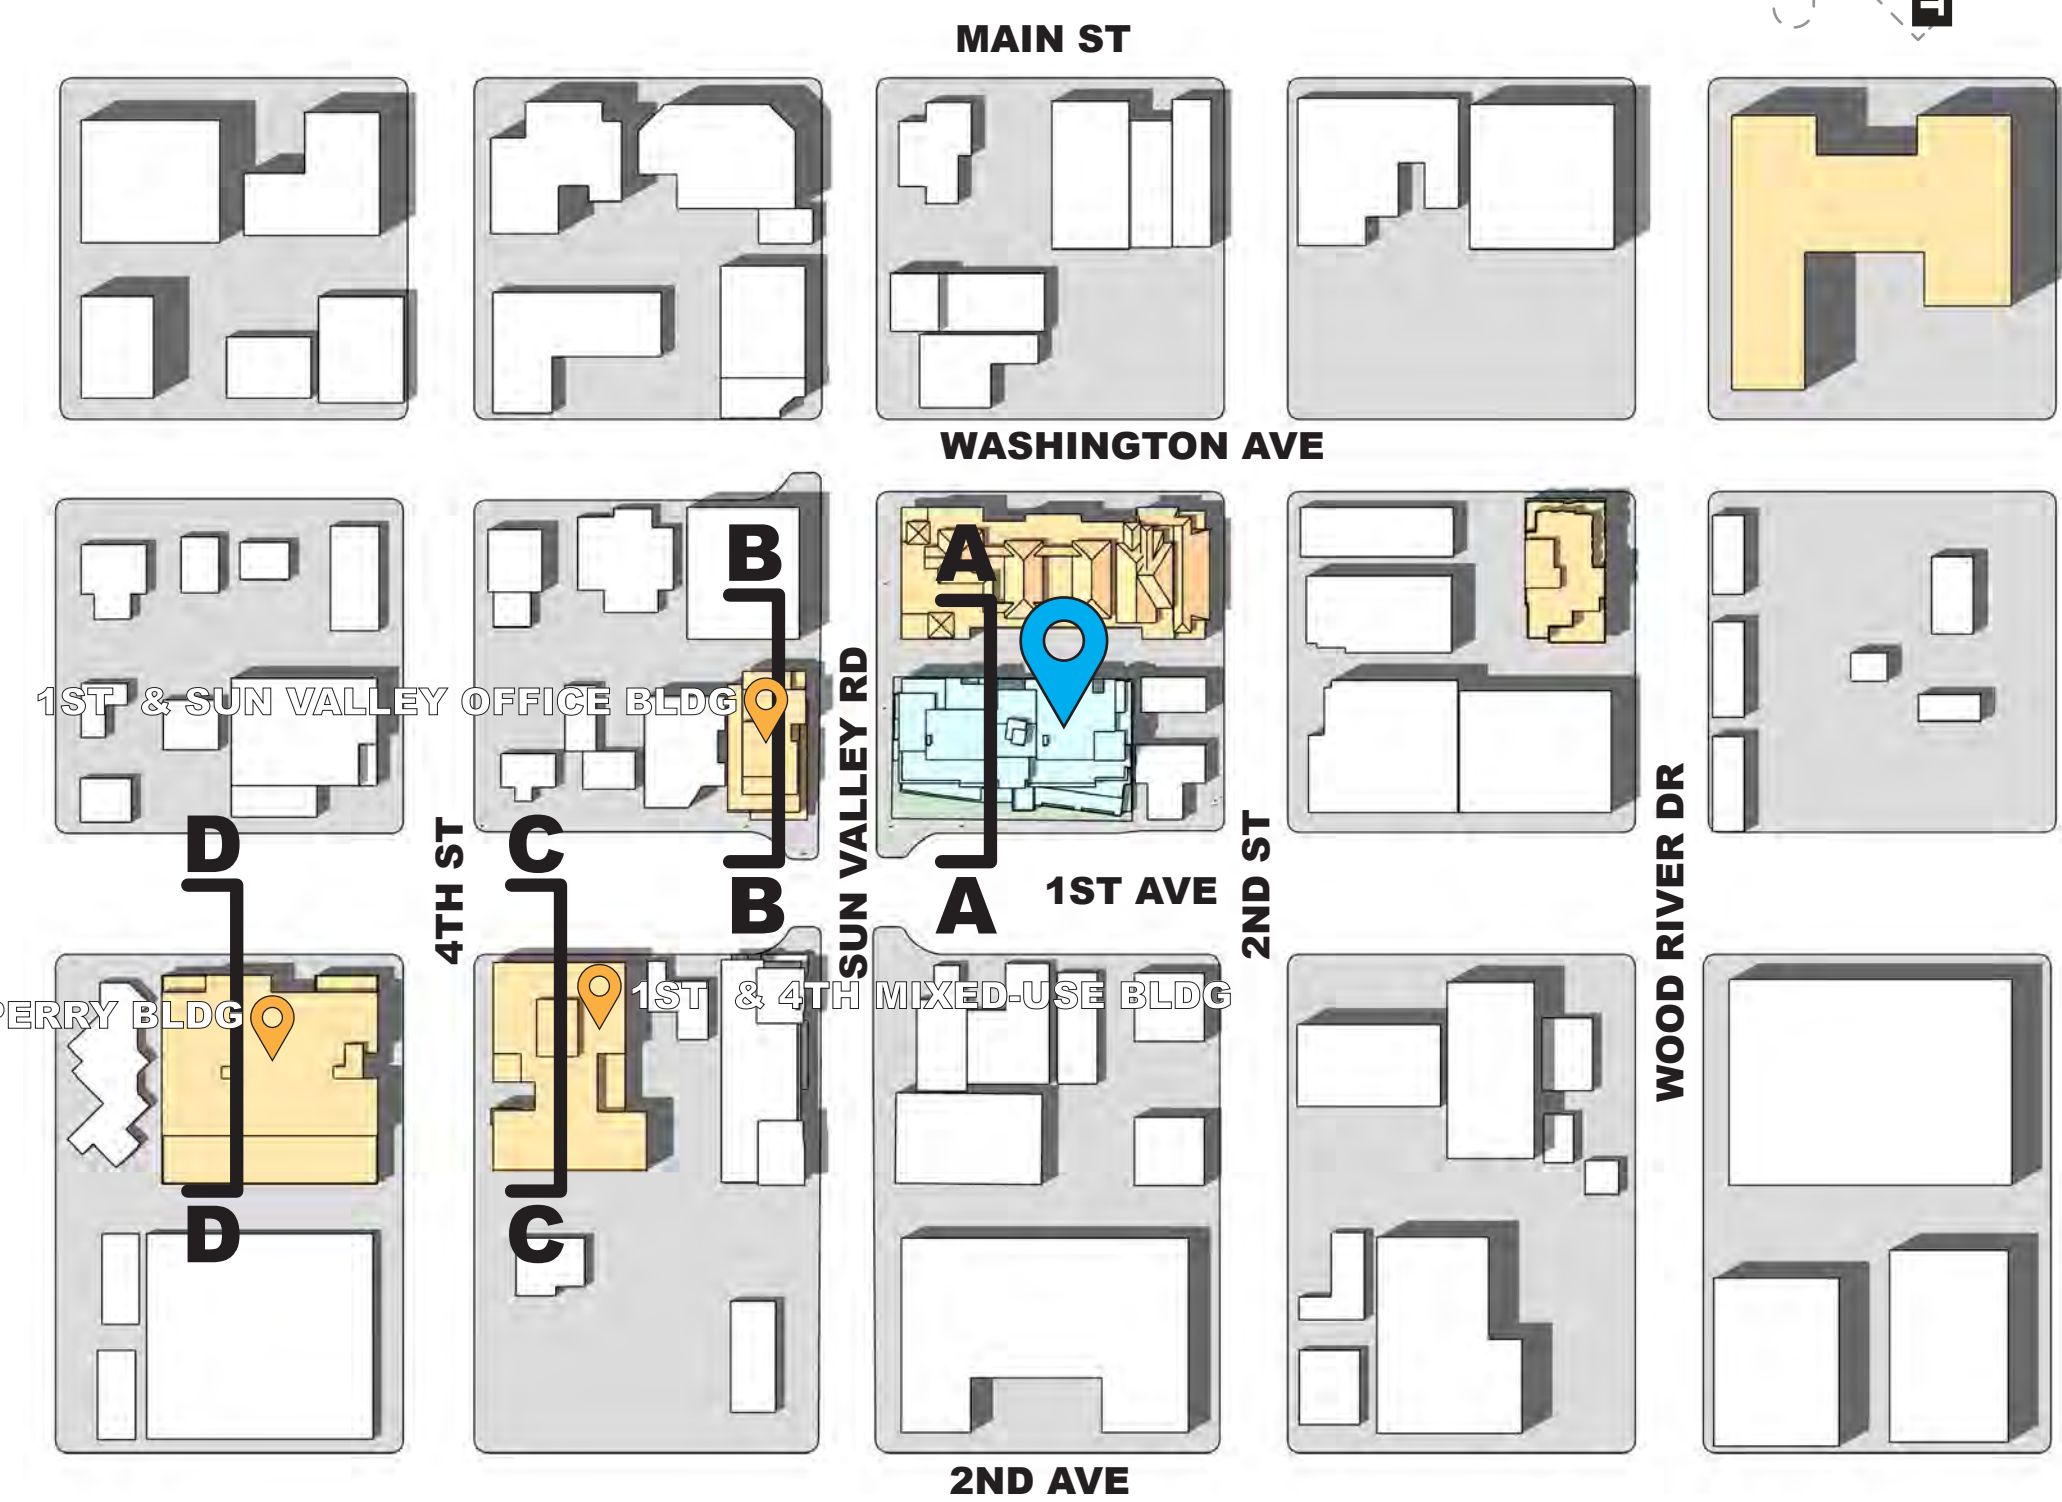 MAIN ST
WASHINGTON AVE
B
A
1ST & SUN VALLEY OFFICE BLDG
SUN VALLEY RD
D
C
4TH ST
2ND ST
WOOD RIVER DR
B
A
1ST AVE
PERRY BLDG
1ST & 4TH MIXED-USE BLDG
D
C
2ND AVE